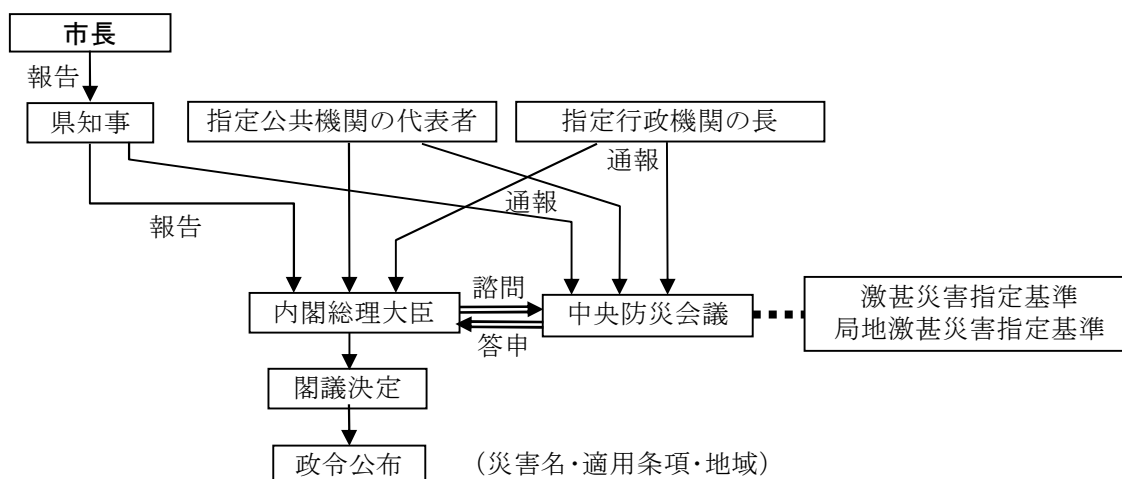 市長
報告
県知事
指定公共機関の代表者
指定行政機関の長
通報
通報
報告
諮問
内閣総理大臣
中央防災会議
激甚災害指定基準
局地激甚災害指定基準
答申
閣議決定
政令公布
(災害名・適用条項・地域)